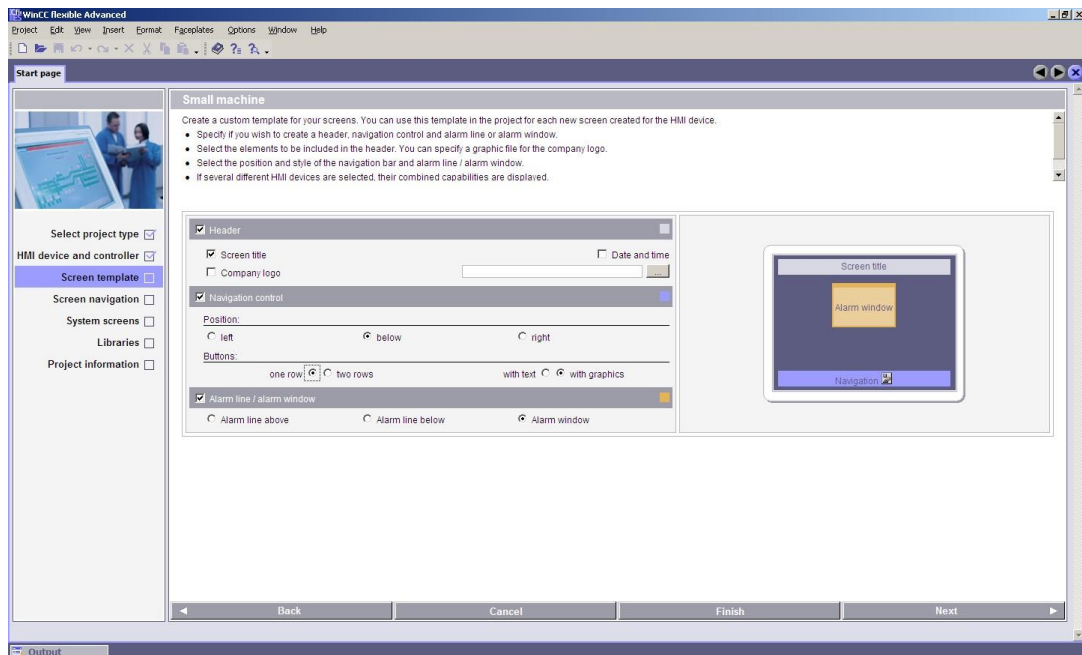 WinCC flexible Advanced
Project Edit View Insert Format Faceplates Options Window Help
Start page
Small machine
Create a custom template for your screens. You can use this template in the project for each new screen created for the HMI device.
• Specify if you wish to create a header, navigation control and alarm line or alarm window.
• Select the elements to be included in the header. You can specify a graphic file for the company logo.
• Select the position and style of the navigation bar and alarm line / alarm window.
• If several different HMI devices are selected, their combined capabilities are displayed.
Select project type
HMI device and controller
Screen template
Screen navigation
System screens
Libraries
Project information
Header
Screen title Date and time
Company logo ...
Navigation control
Position:
left below right
Buttons:
one row two rows with text with graphics
Alarm line / alarm window
Alarm line above Alarm line below Alarm window
Screen title
Alarm window
Navigation
Back Cancel Finish Next
Output